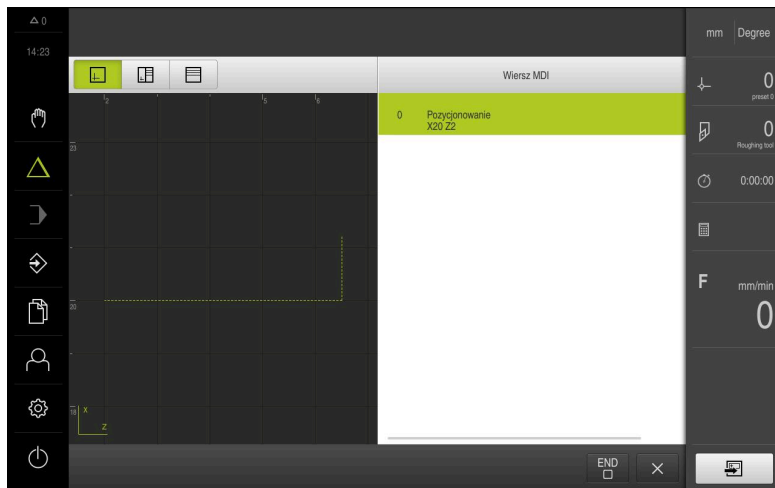 0
14:23
Wiersz MDI
mm Degree
0
preset 0
0
Roughing tool
0:00:00
F mm/min
0
0 Pozycjonowanie
X20 Z2
2 5 6
23
20
18
X
Z
END